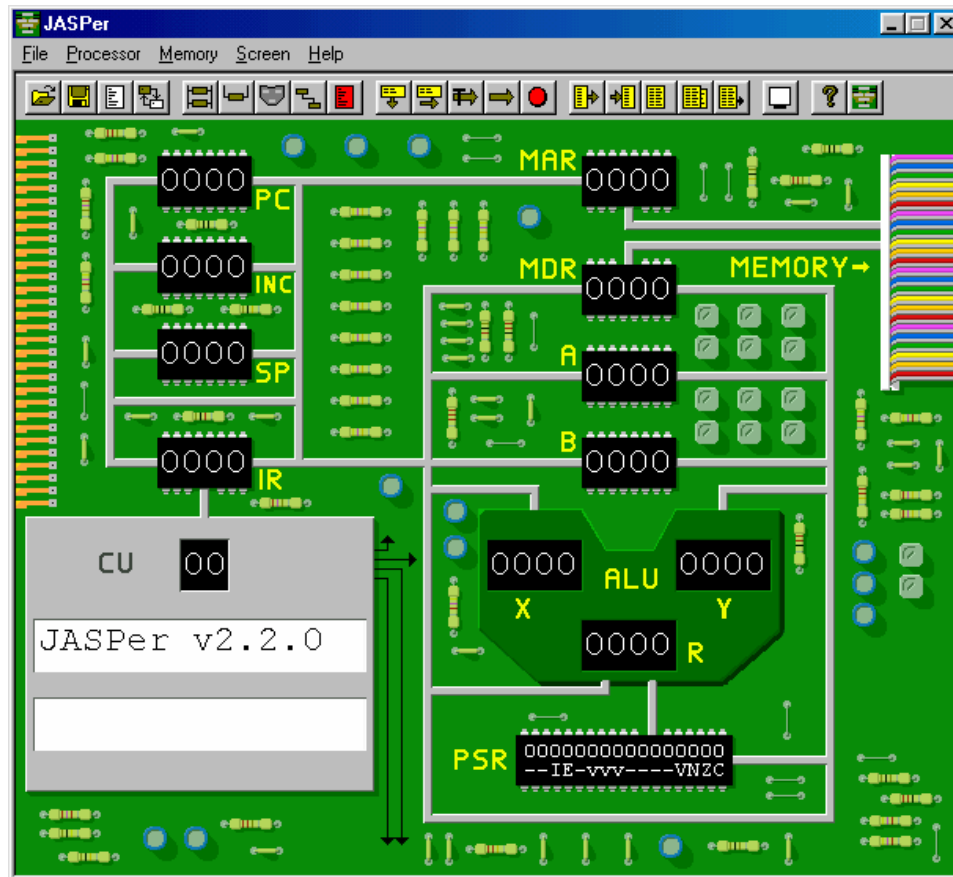 JASPer
File Processor Memory Screen Help
0000 PC
MAR 0000
0000 INC
MDR 0000
MEMORY→
0000 SP
A 0000
0000 IR
B 0000
CU 00
0000 X
ALU
0000 Y
JASPer v2.2.0
0000 R
PSR
0000000000000000
--IE-vvv----VNZC